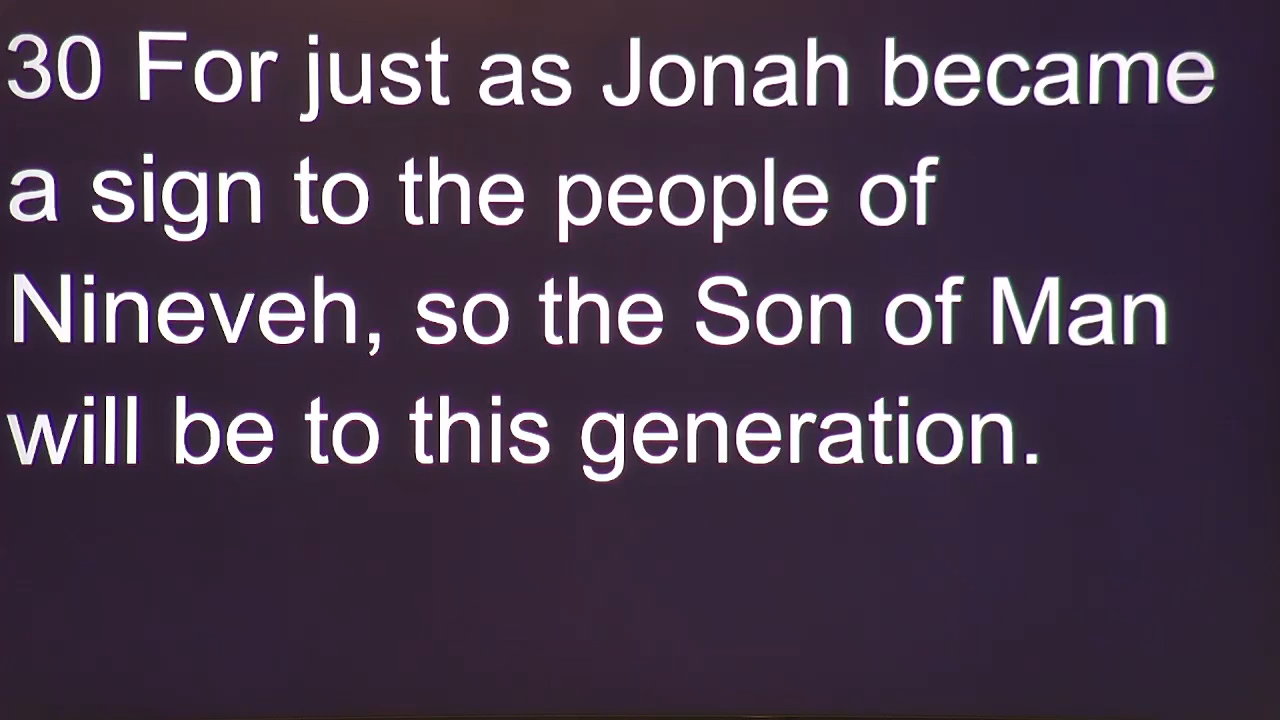 30 For just as Jonah became
a sign to the people of
Nineveh, so the Son of Man
will be to this generation.